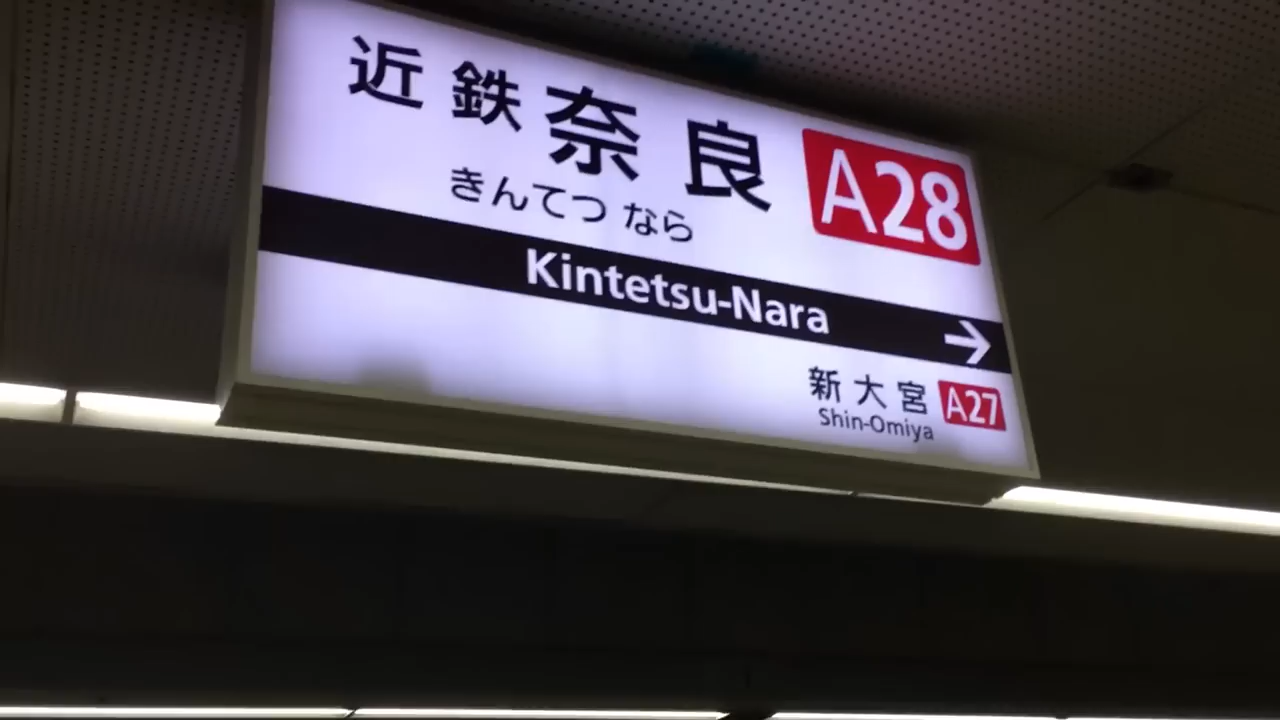 近鉄奈良 A28
きんてつ なら
Kintetsu-Nara →
新大宮 A27
Shin-Omiya